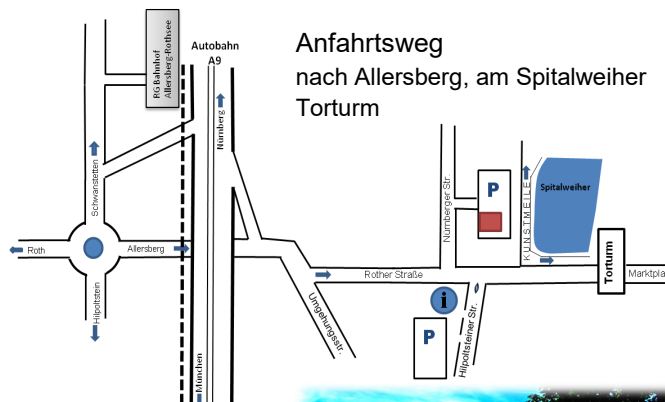 Anfahrtsweg
nach Allersberg, am Spitalweiher
Torturm
RG Bahnhof
Allersberg-Rothsee
Autobahn
A9
Nürnberg
Schwanstetten
Nürnberger Str.
P
KUNSTMEILE
Spitalweiher
Roth
Allersberg
Hilpoltstein
Rother Straße
Torturm
Marktpla
Umgehungsstr.
i
P
Hilpoltsteiner Str.
München